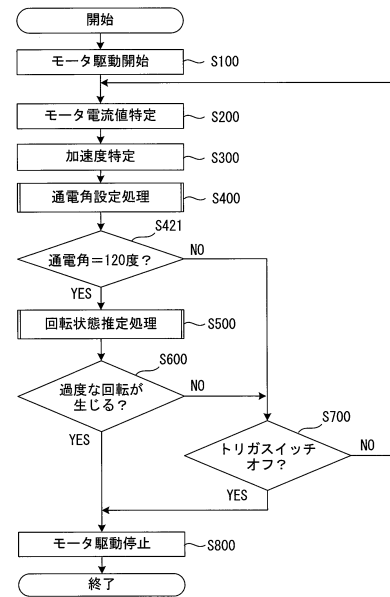 開始
モータ駆動開始
S100
モータ電流値特定
S200
加速度特定
S300
通電角設定処理
S400
S421
通電角=120度?
NO
YES
回転状態推定処理
S500
S600
過度な回転が
生じる?
NO
YES
S700
トリガスイッチ
オフ?
NO
YES
モータ駆動停止
S800
終了